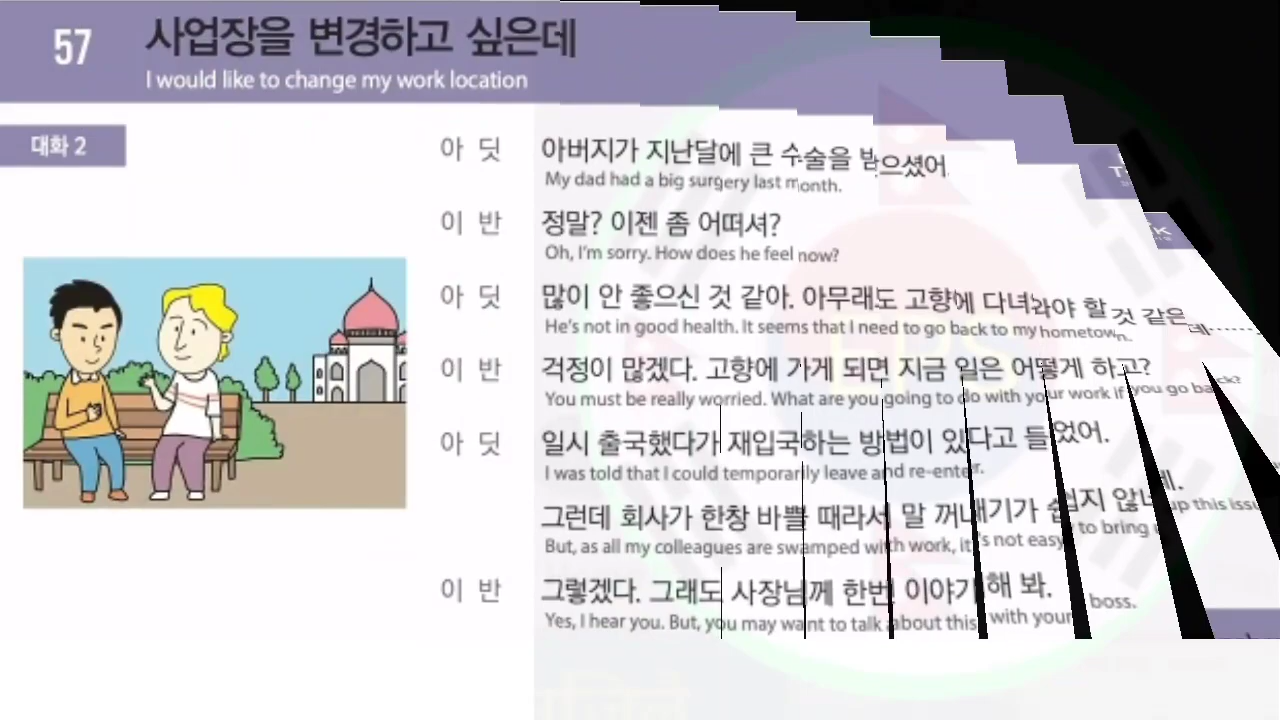 57
사업장을 변경하고 싶은데
I would like to change my work location
대화 2
아 딧 아버지가 지난달에 큰 수술을 받으셨어
My dad had a big surgery last month.
이 반 정말? 이젠 좀 어떠셔?
Oh, I'm sorry. How does he feel now?
아 딧 많이 안 좋으신 것 같아. 아무래도 고향에 다녀와야 할 것 같은데……
He's not in good health. It seems that I need to go back to my hometown.
이 반 걱정이 많겠다. 고향에 가게 되면 지금 일은 어떻게 하고?
You must be really worried. What are you going to do with your work if you go back?
아 딧 일시 출국했다가 재입국하는 방법이 있다고 들었어.
I was told that I could temporarily leave and re-enter.
그런데 회사가 한창 바쁠 때라서 말 꺼내기가 쉽지 않네.
But, as all my colleagues are swamped with work, it's not easy to bring up this issu
이 반 그렇겠다. 그래도 사장님께 한번 이야기해 봐.
Yes, I hear you. But, you may want to talk about this with your boss.
EPS